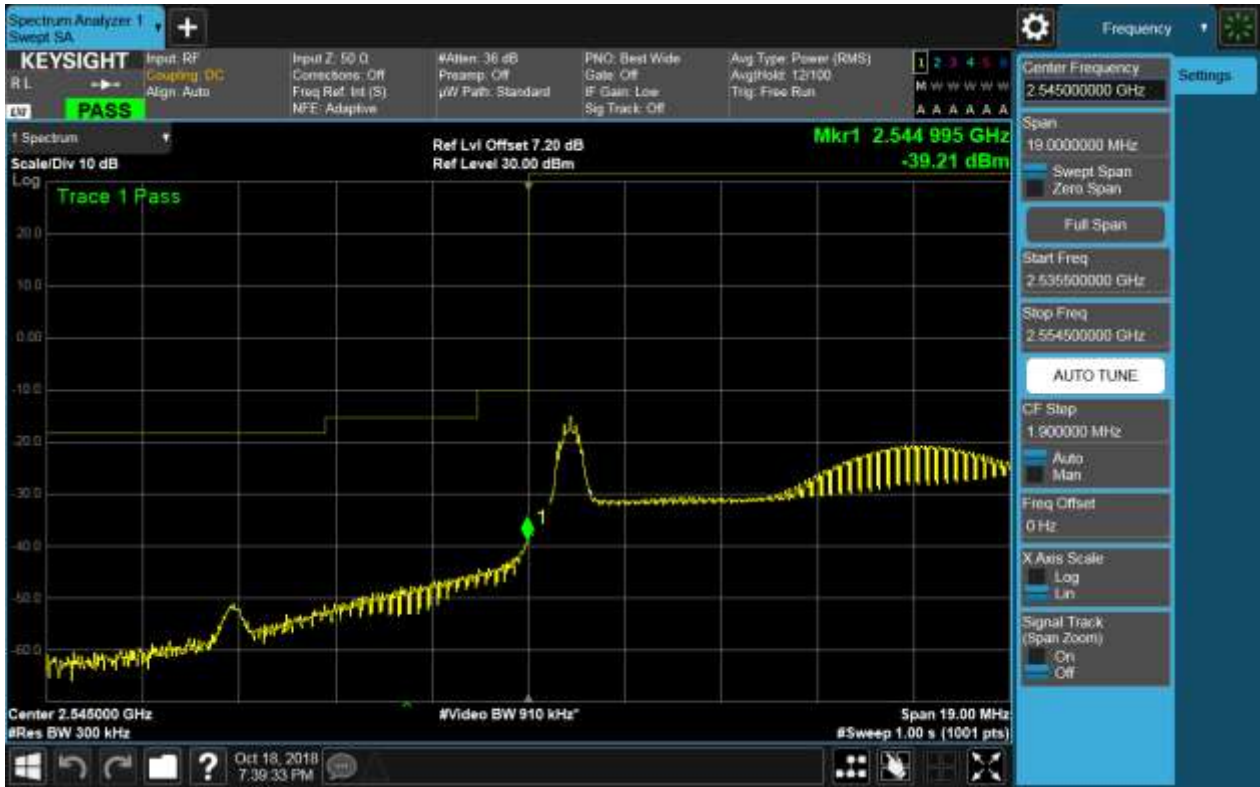 Spectrum Analyzer 1
Swept SA
+
Frequency
KEYSIGHT
R L
PASS
Input: RF
Coupling: DC
Align: Auto
Input Z: 50 Ω
Corrections: Off
Freq Ref: Int (S)
NFE: Adaptive
#Atten: 36 dB
Preamp: Off
µW Path: Standard
PNO: Best Wide
Gate: Off
IF Gain: Low
Sig Track: Off
Avg Type: Power (RMS)
Avg|Hold: 12/100
Trig: Free Run
1 2 3 4 5 6
M W W W W W
A A A A A A
Center Frequency
2.545000000 GHz
Settings
1 Spectrum
Scale/Div 10 dB
Ref Lvl Offset 7.20 dB
Ref Level 30.00 dBm
Mkr1 2.544 995 GHz
-39.21 dBm
Span
19.0000000 MHz
Swept Span
Zero Span
Log
Trace 1 Pass
20.0
10.0
0.00
-10.0
-20.0
-30.0
-40.0
-50.0
-60.0
1
Full Span
Start Freq
2.535500000 GHz
Stop Freq
2.554500000 GHz
AUTO TUNE
CF Step
1.900000 MHz
Auto
Man
Freq Offset
0 Hz
X Axis Scale
Log
Lin
Signal Track
(Span Zoom)
On
Off
Center 2.545000 GHz
#Video BW 910 kHz*
Span 19.00 MHz
#Res BW 300 kHz
#Sweep 1.00 s (1001 pts)
?
Oct 18, 2018
7:39:33 PM